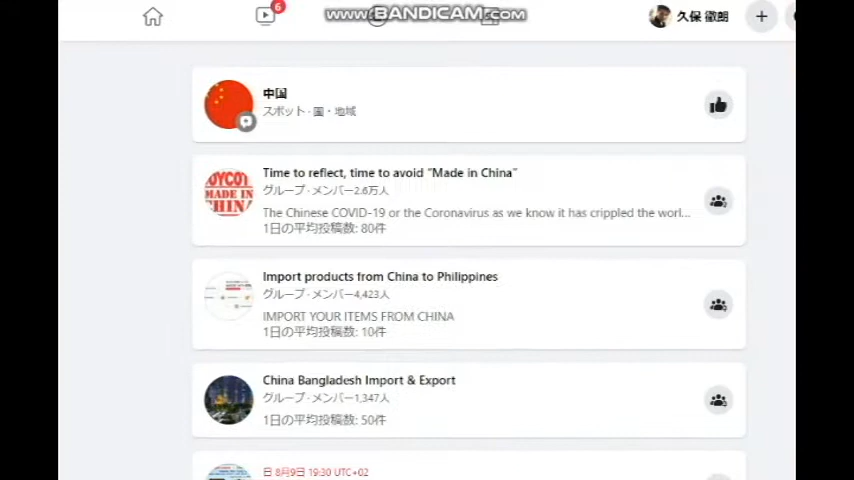 6
www.BANDICAM.com
久保 徹朗
中国
スポット · 国・地域
Time to reflect, time to avoid "Made in China"
グループ · メンバー2.6万人
The Chinese COVID-19 or the Coronavirus as we know it has crippled the worl...
1日の平均投稿数: 80件
BOYCOT
MADE IN
CHINA
Import products from China to Philippines
グループ · メンバー4,423人
IMPORT YOUR ITEMS FROM CHINA
1日の平均投稿数: 10件
China Bangladesh Import & Export
グループ · メンバー1,347人
1日の平均投稿数: 50件
日 8月9日 19:30 UTC+02